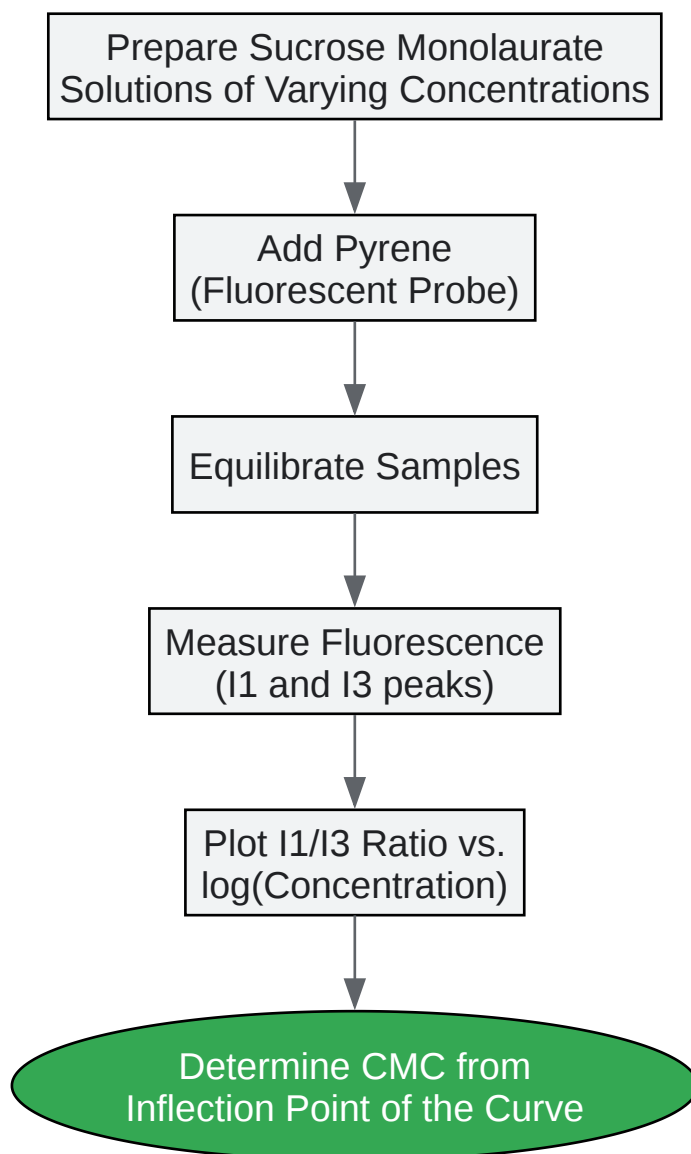 Prepare Sucrose Monolaurate
Solutions of Varying Concentrations
Add Pyrene
(Fluorescent Probe)
Equilibrate Samples
Measure Fluorescence
(I1 and I3 peaks)
Plot I1/I3 Ratio vs.
log(Concentration)
Determine CMC from
Inflection Point of the Curve